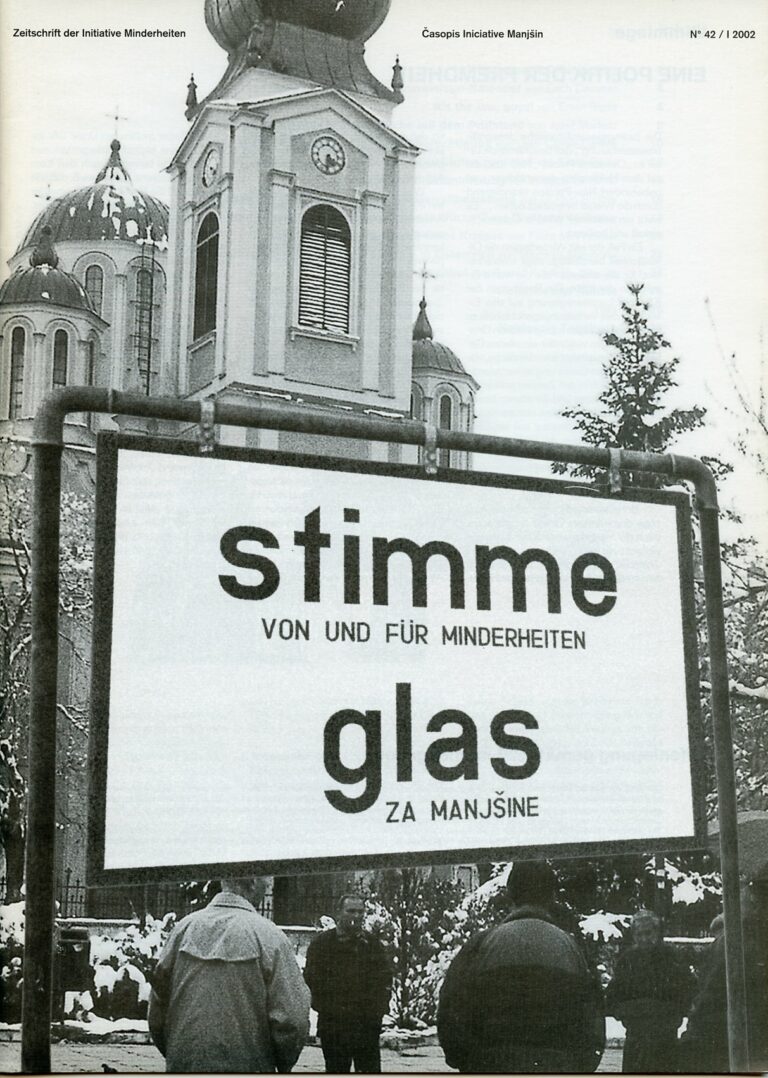 Zeitschrift der Initiative Minderheiten
Časopis Iniciative Manjšin
N° 42 / I 2002
stimme
VON UND FÜR MINDERHEITEN
glas
ZA MANJŠINE